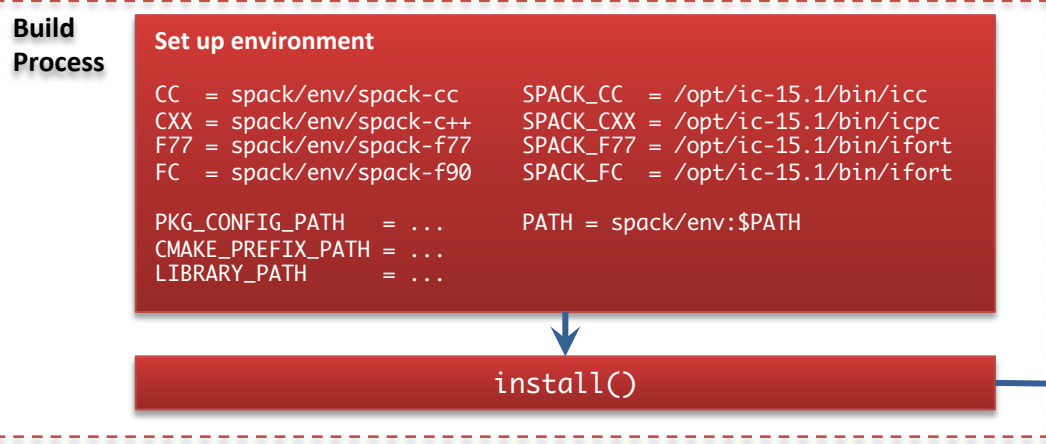 Build
Process
Set up environment
CC  = spack/env/spack-cc    SPACK_CC  = /opt/ic-15.1/bin/icc
CXX = spack/env/spack-c++   SPACK_CXX = /opt/ic-15.1/bin/icpc
F77 = spack/env/spack-f77   SPACK_F77 = /opt/ic-15.1/bin/ifort
FC  = spack/env/spack-f90   SPACK_FC  = /opt/ic-15.1/bin/ifort
PKG_CONFIG_PATH   = ...     PATH = spack/env:$PATH
CMAKE_PREFIX_PATH = ...
LIBRARY_PATH      = ...
install()